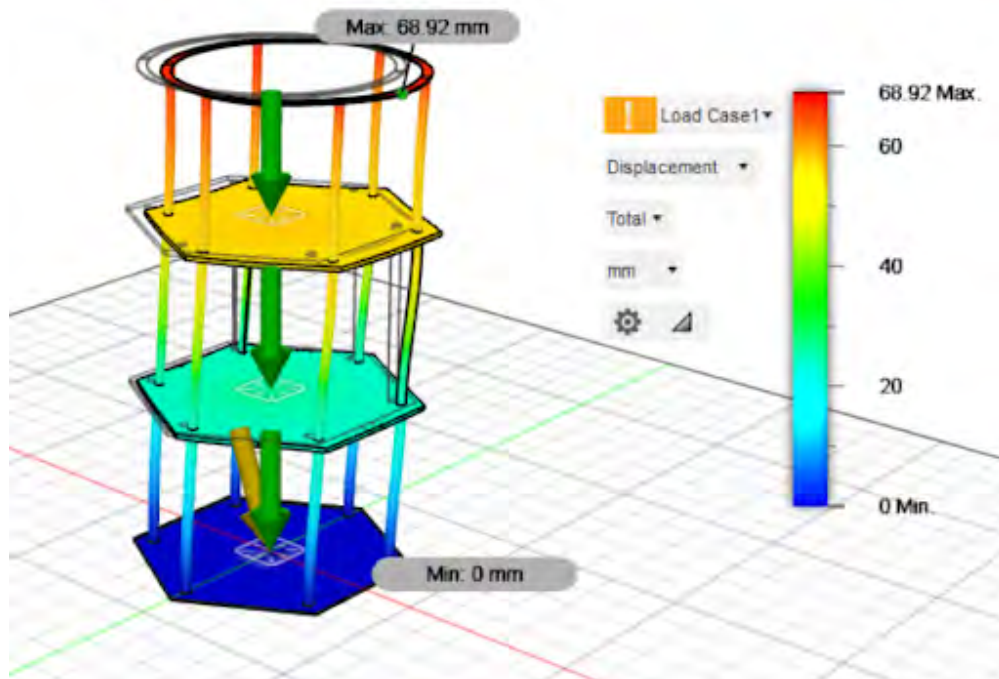 Max: 68.92 mm
68.92 Max.
Load Case1
60
Displacement
Total
mm
40
20
0 Min.
Min: 0 mm